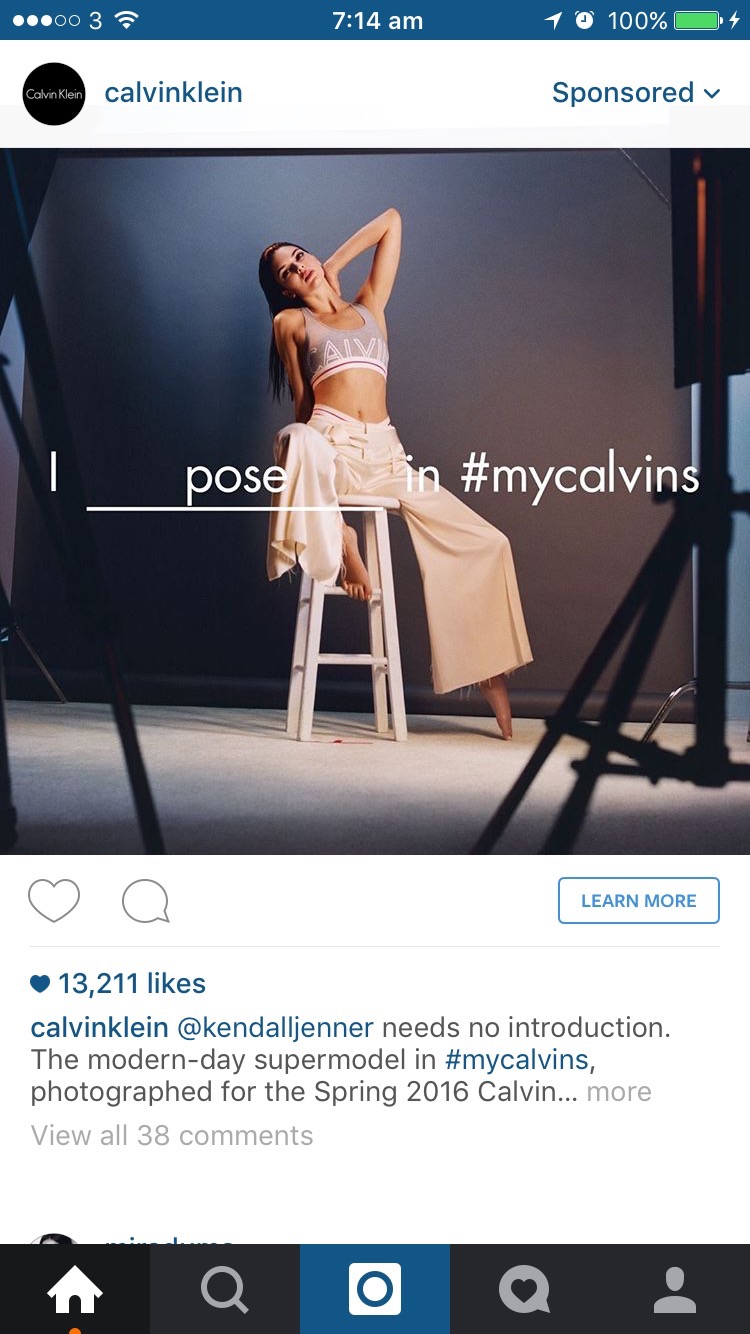 3 7:14 am 100%
Calvin Klein calvinklein Sponsored
CALVI
I pose in #mycalvins
LEARN MORE
13,211 likes
calvinklein @kendalljenner needs no introduction.
The modern-day supermodel in #mycalvins,
photographed for the Spring 2016 Calvin... more
View all 38 comments